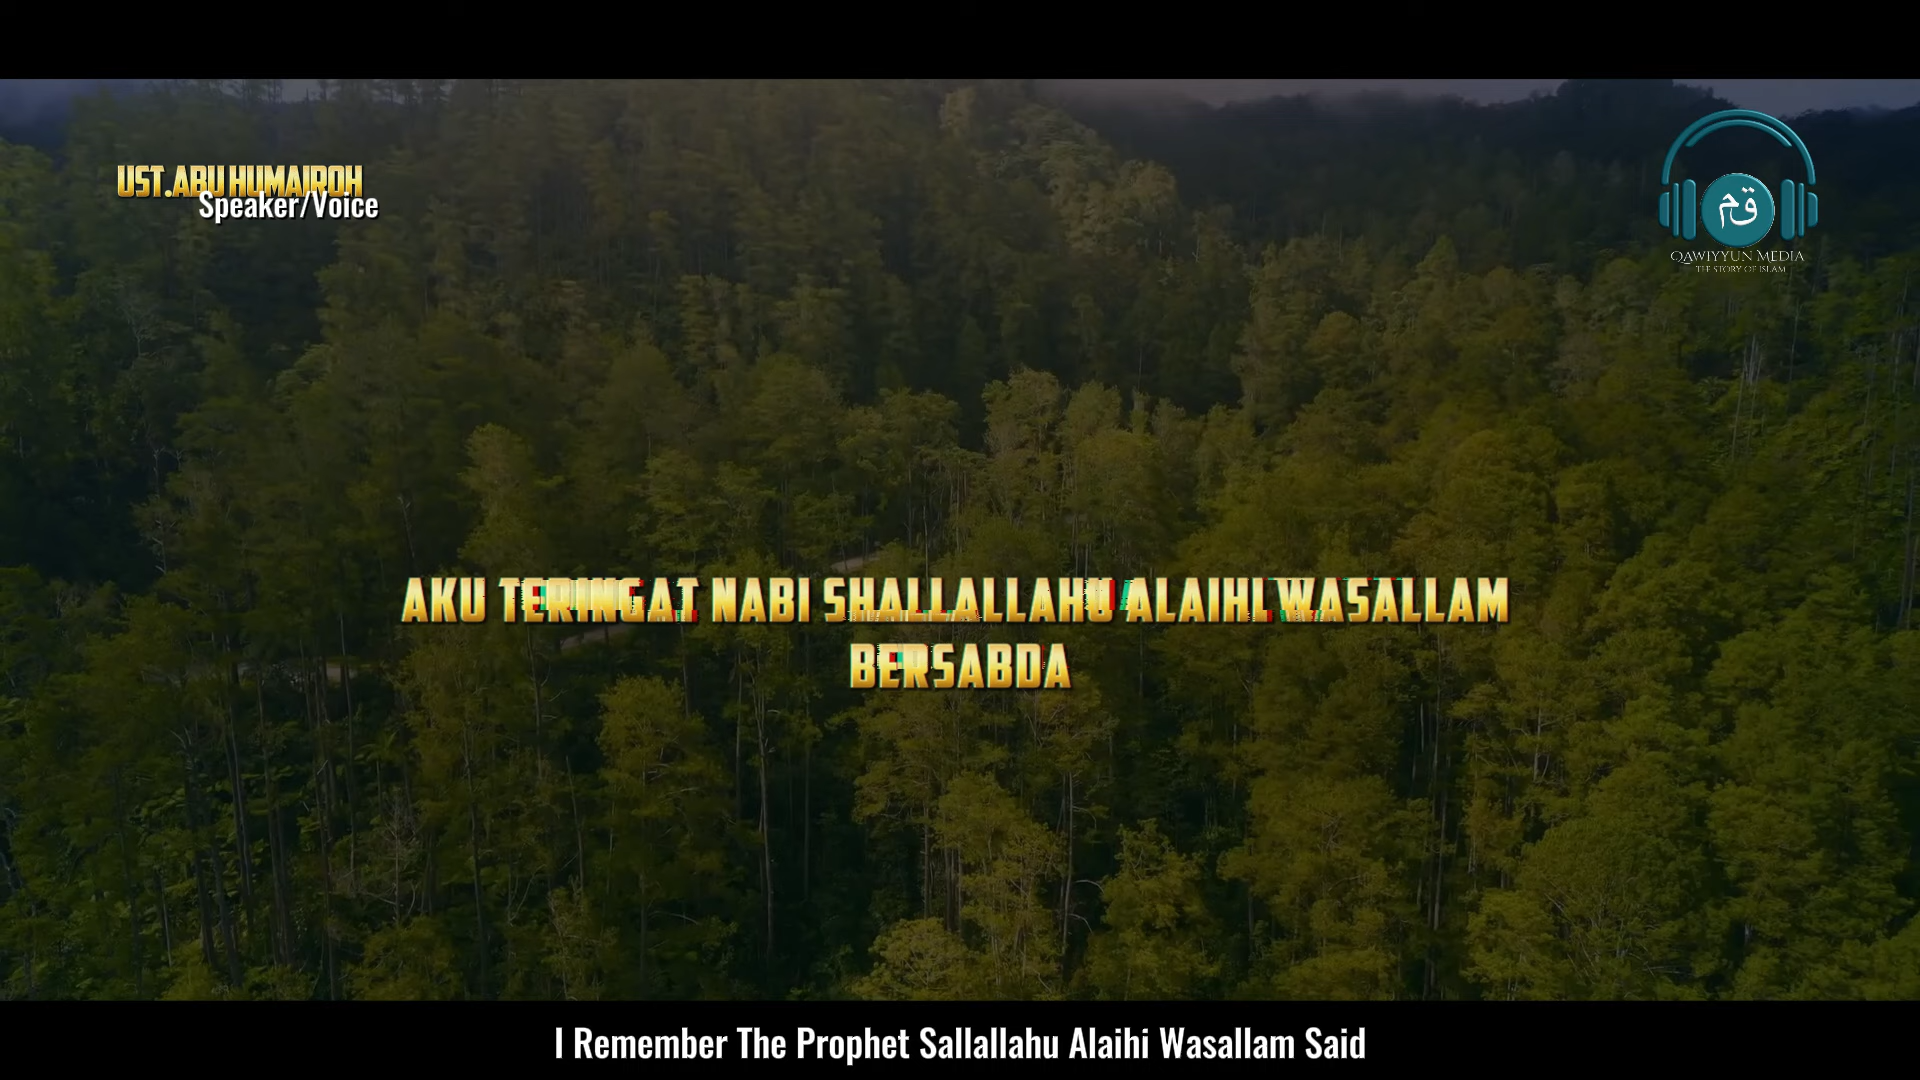 UST.ABU HUMAIROH
Speaker/Voice
قم
QAWIYYUN MEDIA
THE STORY OF ISLAM
AKU TERINGAT NABI SHALLALLAHU ALAIHI WASALLAM
BERSABDA
I Remember The Prophet Sallallahu Alaihi Wasallam Said